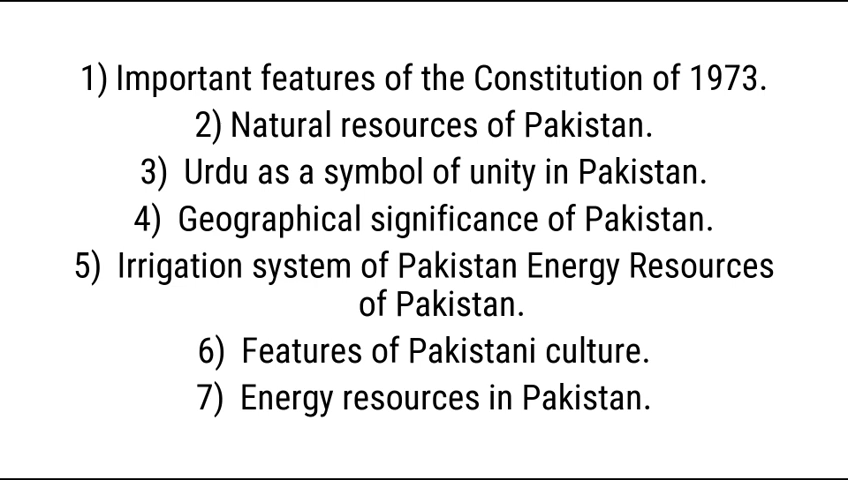 1) Important features of the Constitution of 1973.
2) Natural resources of Pakistan.
3) Urdu as a symbol of unity in Pakistan.
4) Geographical significance of Pakistan.
5) Irrigation system of Pakistan Energy Resources
of Pakistan.
6) Features of Pakistani culture.
7) Energy resources in Pakistan.